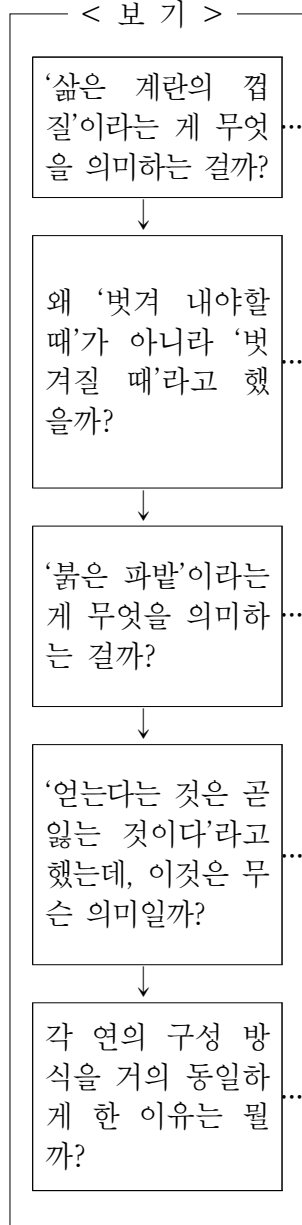 < 보 기 >
‘삶은 계란의 껍
질’이라는 게 무엇
을 의미하는 걸까?
왜 ‘벗겨 내야할
때’가 아니라 ‘벗
겨질 때’라고 했
을까?
‘붉은 파밭’이라는
게 무엇을 의미하
는 걸까?
‘얻는다는 것은 곧
잃는 것이다’라고
했는데, 이것은 무
슨 의미일까?
각 연의 구성 방
식을 거의 동일하
게 한 이유는 뭘
까?